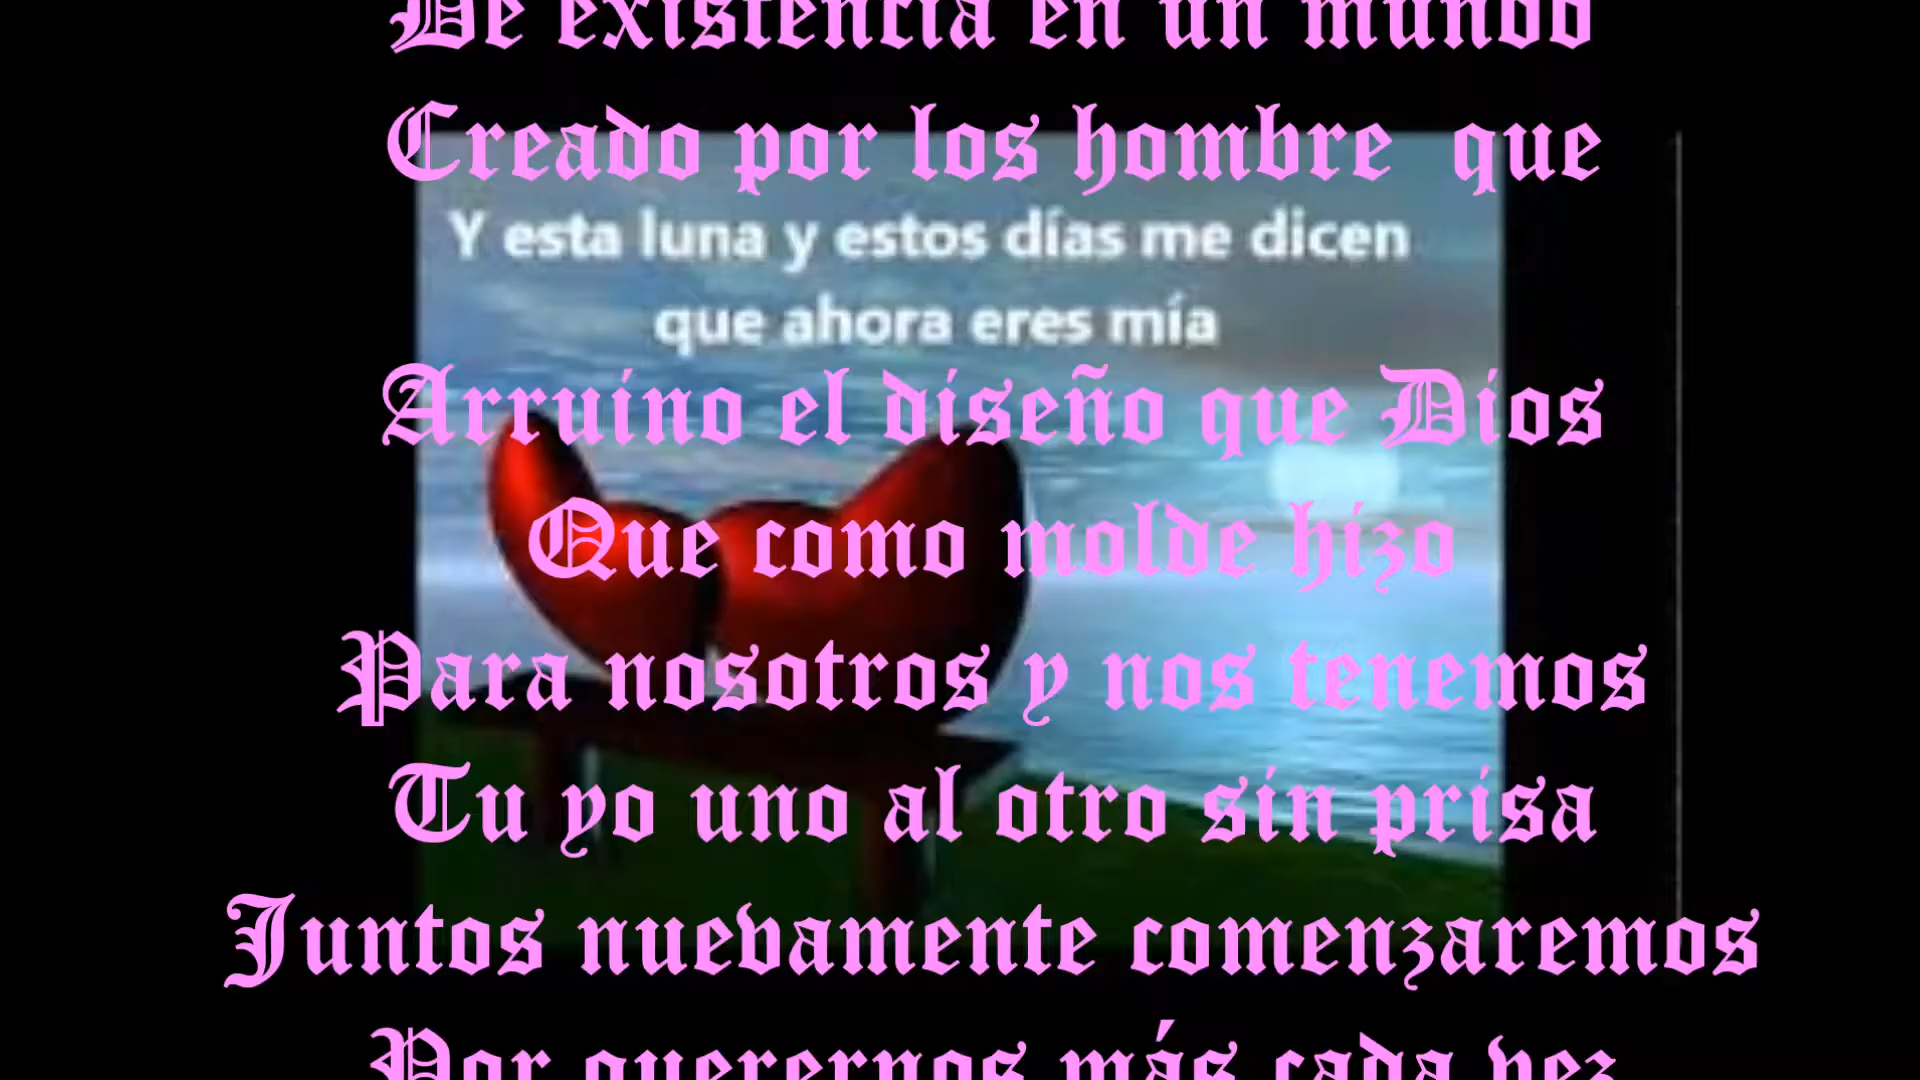 De existencia en un mundo
Creado por los hombre que
Y esta luna y estos días me dicen
que ahora eres mía
Arruino el diseño que Dios
Que como molde hizo
Para nosotros y nos tenemos
Tu yo uno al otro sin prisa
Juntos nuevamente comenzaremos
Por querernos más cada vez